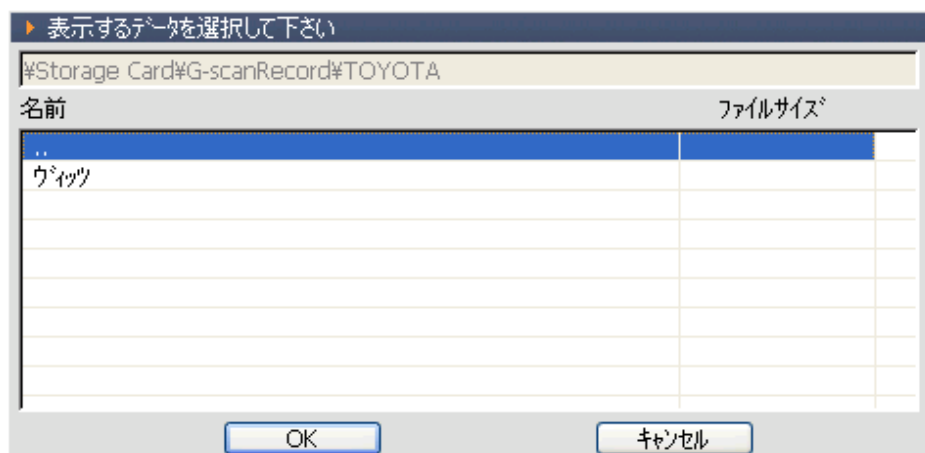 表示するﾃﾞｰﾀを選択して下さい
¥Storage Card¥G-scanRecord¥TOYOTA
名前 ﾌｧｲﾙｻｲｽﾞ
..
ｳﾞｨｯﾂ
OK ｷｬﾝｾﾙ